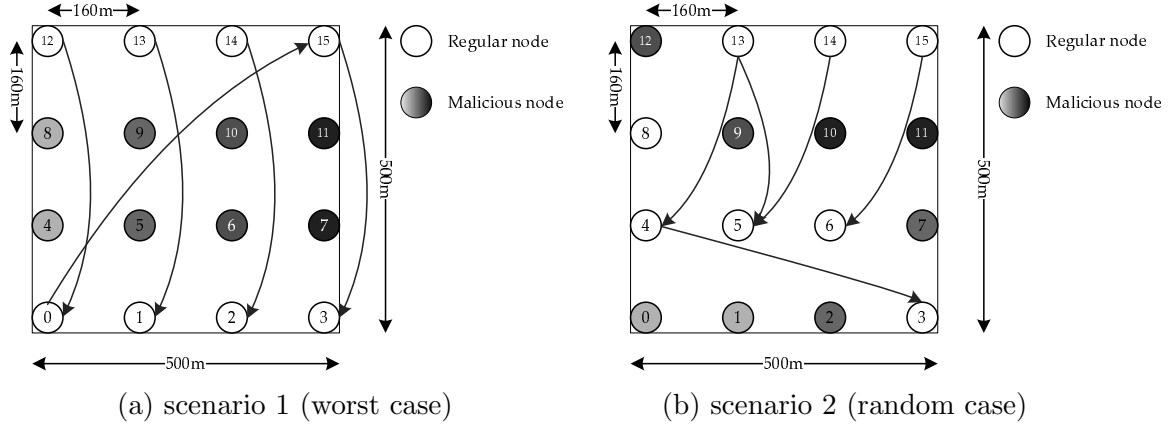 160m
160m
12 13 14 15
8 9 10 11
4 5 6 7
0 1 2 3
500m
500m
Regular node
Malicious node
(a) scenario 1 (worst case)
160m
160m
12 13 14 15
8 9 10 11
4 5 6 7
0 1 2 3
500m
500m
Regular node
Malicious node
(b) scenario 2 (random case)